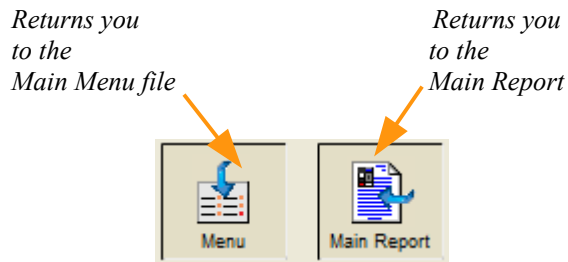 Returns you
to the
Main Menu file
Returns you
to the
Main Report
Menu
Main Report